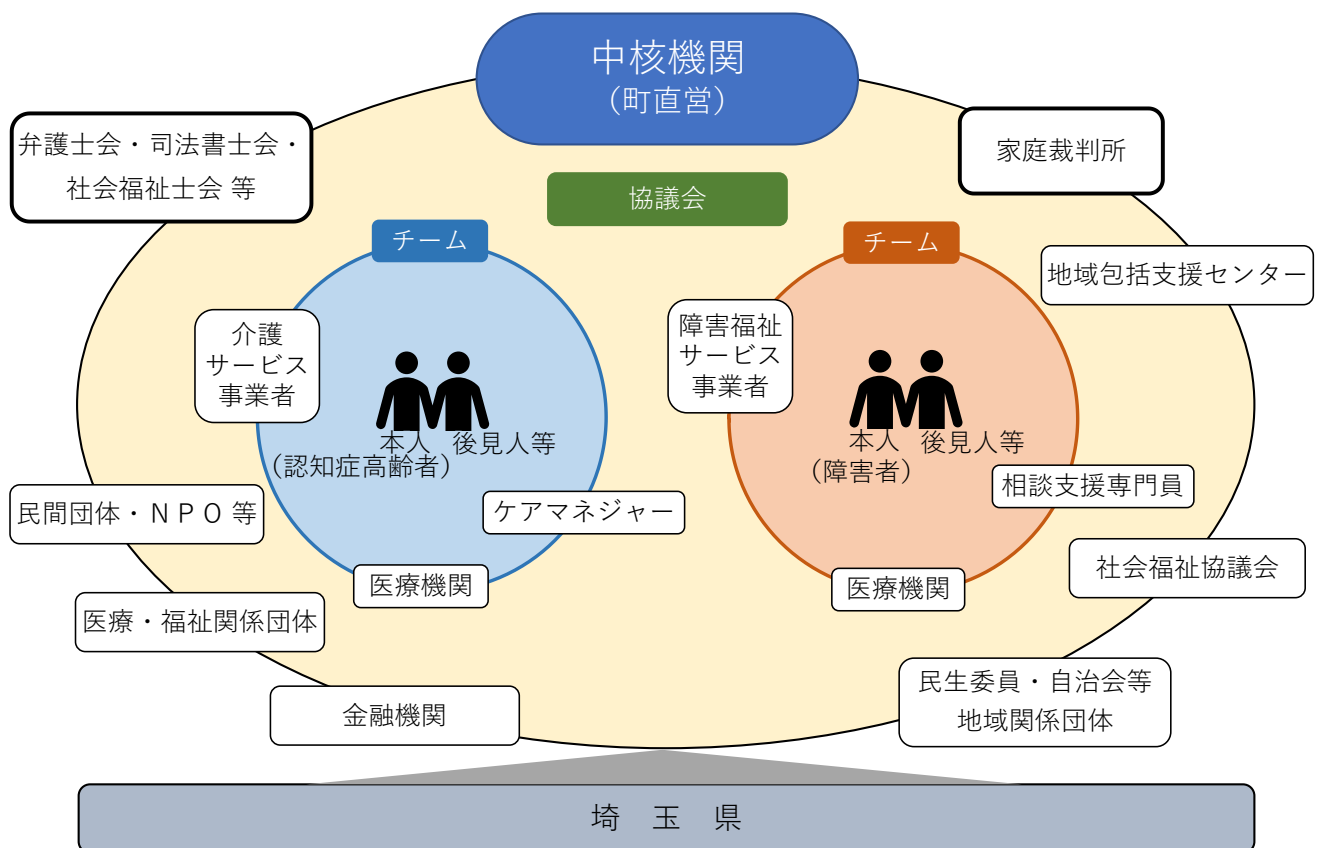 中核機関
（町直営）
弁護士会・司法書士会・
社会福祉士会 等
家庭裁判所
協議会
チーム
チーム
地域包括支援センター
介護
サービス
事業者
障害福祉
サービス
事業者
本人　後見人等
（認知症高齢者）
本人　後見人等
（障害者）
相談支援専門員
民間団体・ＮＰＯ 等
ケアマネジャー
医療機関
医療機関
社会福祉協議会
医療・福祉関係団体
金融機関
民生委員・自治会等
地域関係団体
埼　玉　県